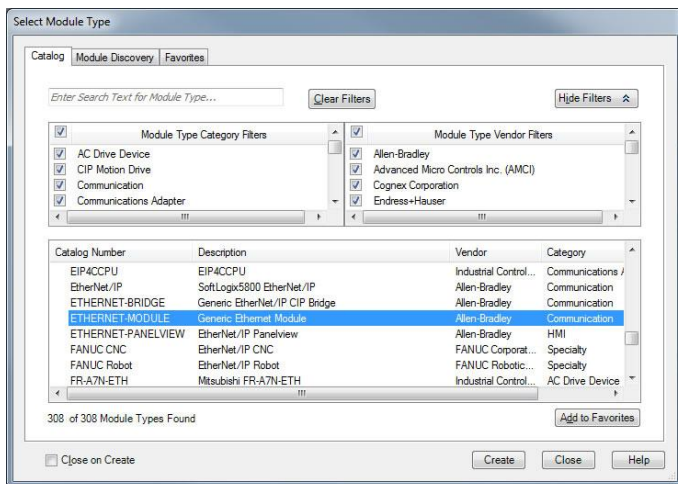 Select Module Type
Catalog Module Discovery Favorites
Enter Search Text for Module Type...
Clear Filters
Hide Filters
Module Type Category Filters
AC Drive Device
CIP Motion Drive
Communication
Communications Adapter
Module Type Vendor Filters
Allen-Bradley
Advanced Micro Controls Inc. (AMCI)
Cognex Corporation
Endress+Hauser
Catalog Number Description Vendor Category
EIP4CCPU EIP4CCPU Industrial Control... Communications A
EtherNet/IP SoftLogix5800 EtherNet/IP Allen-Bradley Communication
ETHERNET-BRIDGE Generic EtherNet/IP CIP Bridge Allen-Bradley Communication
ETHERNET-MODULE Generic Ethernet Module Allen-Bradley Communication
ETHERNET-PANELVIEW EtherNet/IP Panelview Allen-Bradley HMI
FANUC CNC EtherNet/IP CNC FANUC Corporat... Specialty
FANUC Robot EtherNet/IP Robot FANUC Robotic... Specialty
FR-A7N-ETH Mitsubishi FR-A7N-ETH Industrial Control... AC Drive Device
308 of 308 Module Types Found
Add to Favorites
Close on Create
Create Close Help